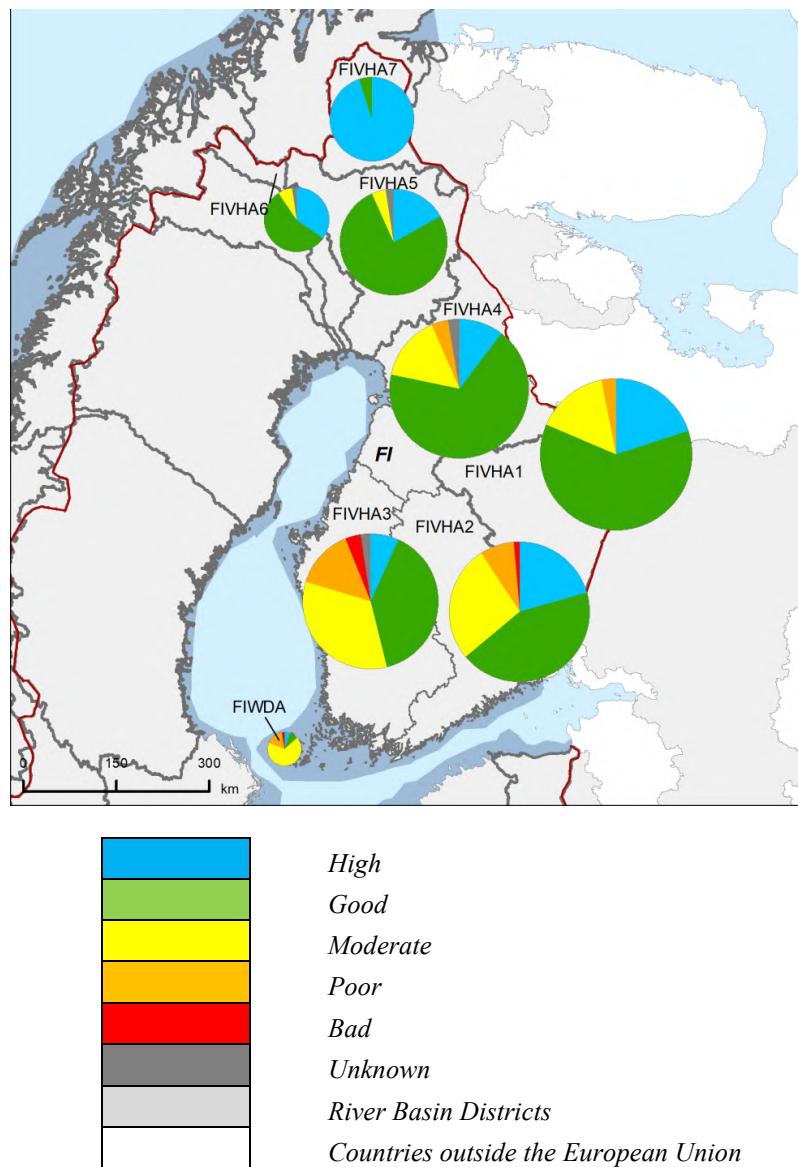 FIVHA7
FIVHA6
FIVHA5
FIVHA4
FI
FIVHA1
FIVHA3
FIVHA2
FIWDA
0 150 300
km
High
Good
Moderate
Poor
Bad
Unknown
River Basin Districts
Countries outside the European Union